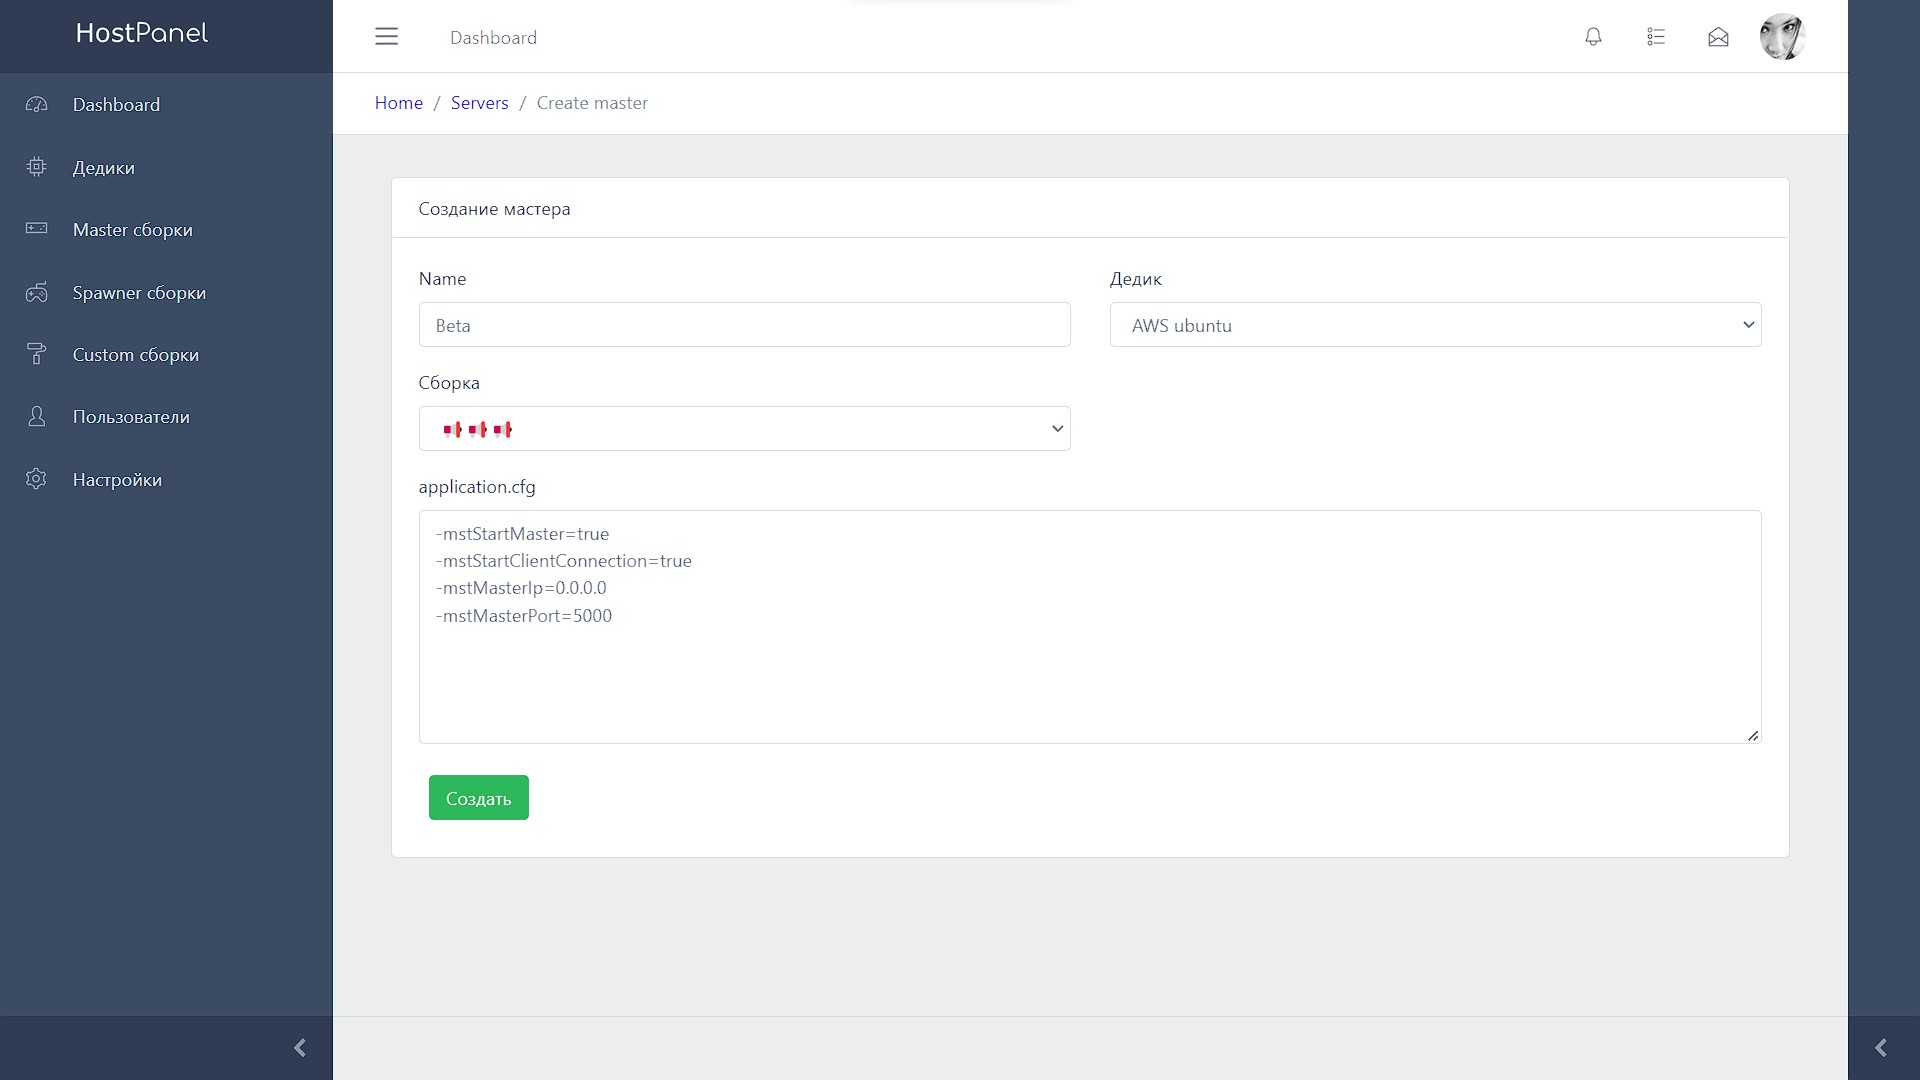 HostPanel
Dashboard
Dashboard
Дедики
Master сборки
Spawner сборки
Custom сборки
Пользователи
Настройки
Home / Servers / Create master
Создание мастера
Name
Дедик
Beta
AWS ubuntu
Сборка
📢📢📢
application.cfg
-mstStartMaster=true
-mstStartClientConnection=true
-mstMasterIp=0.0.0.0
-mstMasterPort=5000
Создать